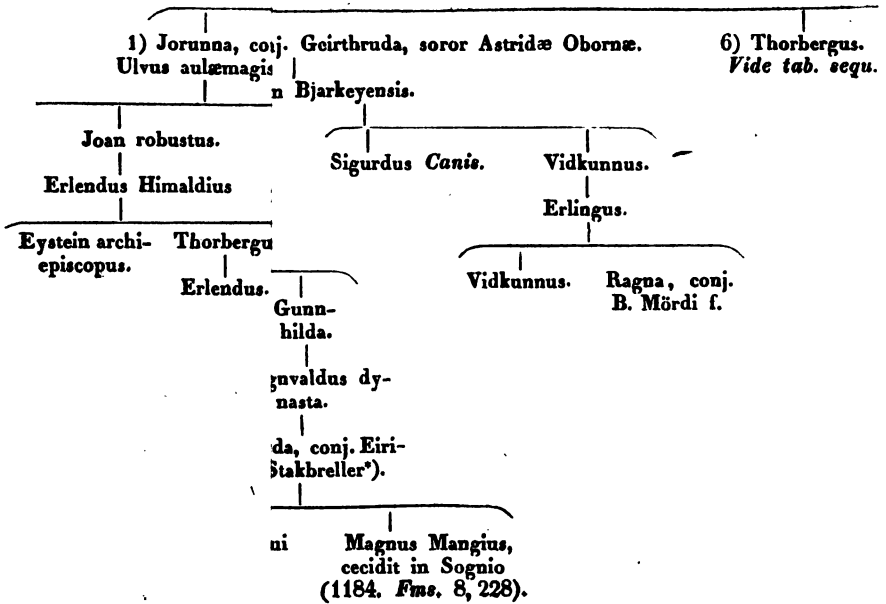 1) Jorunna, conj. Geirthruda, soror Astridæ Obornæ.
Ulvus aulæmagis
n Bjarkeyensis.
6) Thorbergus.
Vide tab. sequ.
Joan robustus.
Sigurdus Canis.
Vidkunnus.
Erlendus Himaldius
Erlingus.
Eystein archi-
episcopus.
Thorbergu
Erlendus.
Vidkunnus.
Ragna, conj.
B. Mördi f.
Gunn-
hilda.
gnvaldus dy-
nasta.
da, conj. Eiri-
Stakbreller*).
ni
Magnus Mangius,
cecidit in Sognio
(1184. Fms. 8, 228).